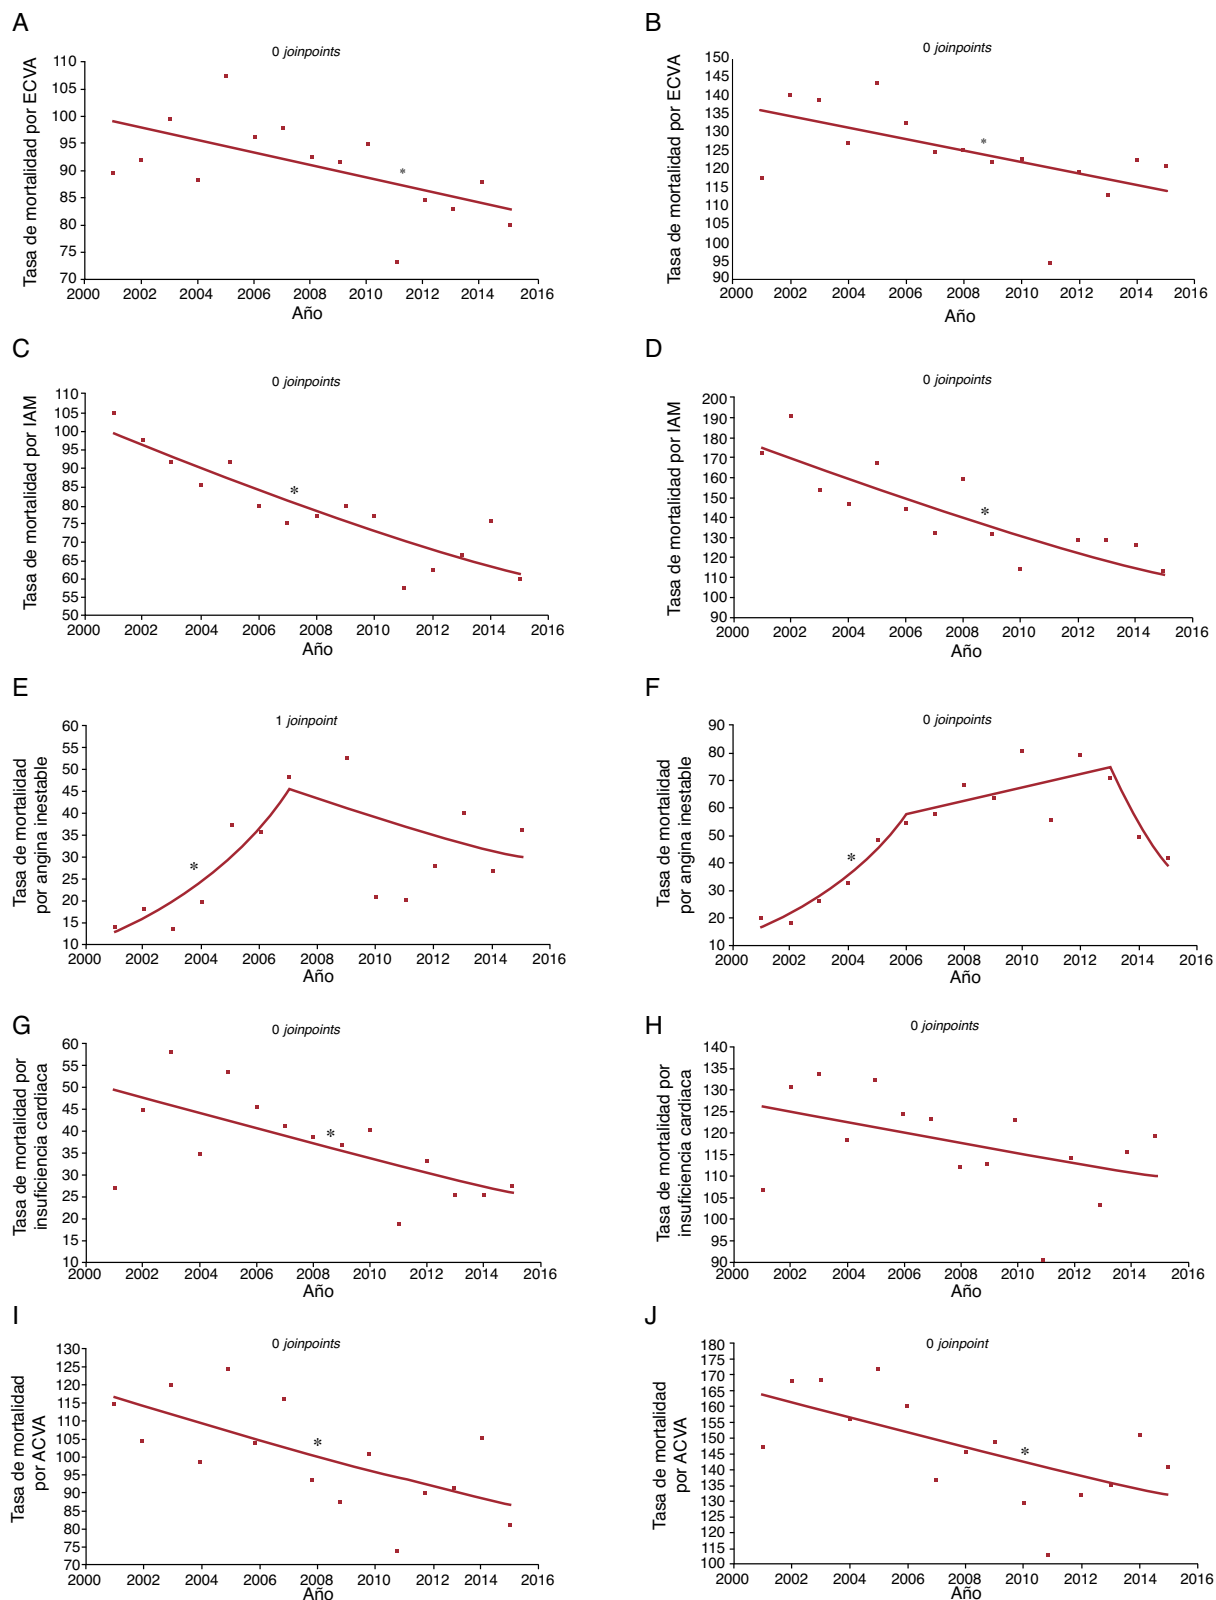 A
0 joinpoints
Tasa de mortalidad por ECVA
110
105
100
95
90
85
80
75
70
*
2000 2002 2004 2006 2008 2010 2012 2014 2016
Año
B
0 joinpoints
Tasa de mortalidad por ECVA
150
145
140
135
130
125
120
115
110
105
100
95
90
*
2000 2002 2004 2006 2008 2010 2012 2014 2016
Año
C
0 joinpoints
Tasa de mortalidad por IAM
110
105
100
95
90
85
80
75
70
65
60
55
50
*
2000 2002 2004 2006 2008 2010 2012 2014 2016
Año
D
0 joinpoints
Tasa de mortalidad por IAM
200
190
180
170
160
150
140
130
120
110
100
90
*
2000 2002 2004 2006 2008 2010 2012 2014 2016
Año
E
1 joinpoint
Tasa de mortalidad
por angina inestable
60
55
50
45
40
35
30
25
20
15
10
*
2000 2002 2004 2006 2008 2010 2012 2014 2016
Año
F
0 joinpoints
Tasa de mortalidad
por angina inestable
90
80
70
60
50
40
30
20
10
*
2000 2002 2004 2006 2008 2010 2012 2014 2016
Año
G
0 joinpoints
Tasa de mortalidad por
insuficiencia cardiaca
60
55
50
45
40
35
30
25
20
15
10
*
2000 2002 2004 2006 2008 2010 2012 2014 2016
Año
H
0 joinpoints
Tasa de mortalidad por
insuficiencia cardiaca
140
135
130
125
120
115
110
105
100
95
90
2000 2002 2004 2006 2008 2010 2012 2014 2016
Año
I
0 joinpoints
Tasa de mortalidad
por ACVA
130
125
120
115
110
105
100
95
90
85
80
75
70
*
2000 2002 2004 2006 2008 2010 2012 2014 2016
Año
J
0 joinpoint
Tasa de mortalidad
por ACVA
180
175
170
165
160
155
150
145
140
135
130
125
120
115
110
105
100
*
2000 2002 2004 2006 2008 2010 2012 2014 2016
Año